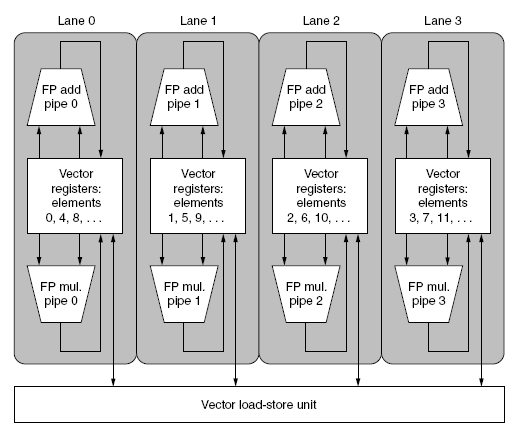 Lane 0
Lane 1
Lane 2
Lane 3
FP add
pipe 0
FP add
pipe 1
FP add
pipe 2
FP add
pipe 3
Vector
registers:
elements
0, 4, 8, . . .
Vector
registers:
elements
1, 5, 9, . . .
Vector
registers:
elements
2, 6, 10, . . .
Vector
registers:
elements
3, 7, 11, . . .
FP mul.
pipe 0
FP mul.
pipe 1
FP mul.
pipe 2
FP mul.
pipe 3
Vector load-store unit